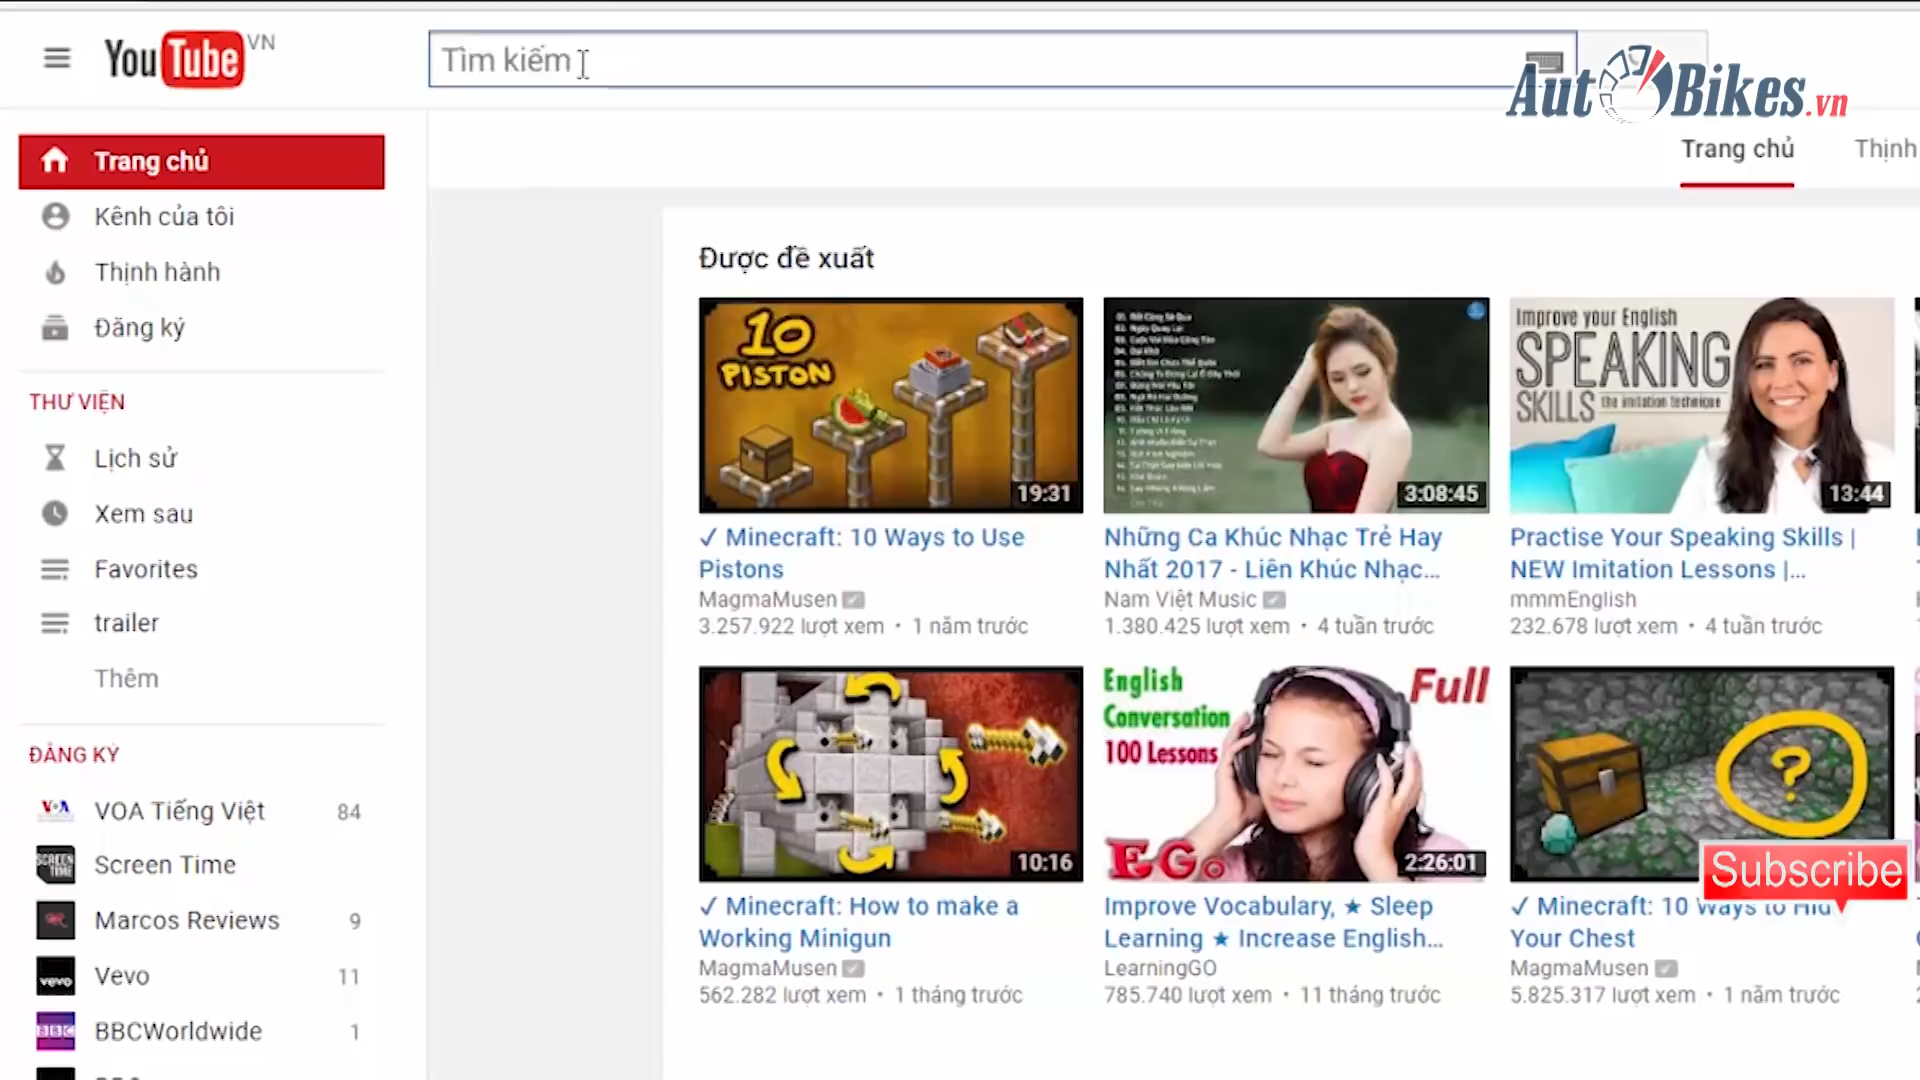 YouTube VN
Tìm kiếm
AutoBikes.vn
Trang chủ
Thịnh
Trang chủ
Kênh của tôi
Thịnh hành
Đăng ký
THƯ VIỆN
Lịch sử
Xem sau
Favorites
trailer
Thêm
ĐĂNG KÝ
VOA Tiếng Việt 84
Screen Time
Marcos Reviews 9
Vevo 11
BBCWorldwide 1
Được đề xuất
10
PISTON
19:31
✓ Minecraft: 10 Ways to Use
Pistons
MagmaMusen
3.257.922 lượt xem • 1 năm trước
3:08:45
Những Ca Khúc Nhạc Trẻ Hay
Nhất 2017 - Liên Khúc Nhạc...
Nam Việt Music
1.380.425 lượt xem • 4 tuần trước
Improve your English
SPEAKING
SKILLS the imitation technique
13:44
Practise Your Speaking Skills |
NEW Imitation Lessons |...
mmmEnglish
232.678 lượt xem • 4 tuần trước
10:16
✓ Minecraft: How to make a
Working Minigun
MagmaMusen
562.282 lượt xem • 1 tháng trước
English Full
Conversation
100 Lessons
EGo
2:26:01
Improve Vocabulary, ★ Sleep
Learning ★ Increase English...
LearningGO
785.740 lượt xem • 11 tháng trước
?
Subscribe
✓ Minecraft: 10 Ways to Hid
Your Chest
MagmaMusen
5.825.317 lượt xem • 1 năm trước